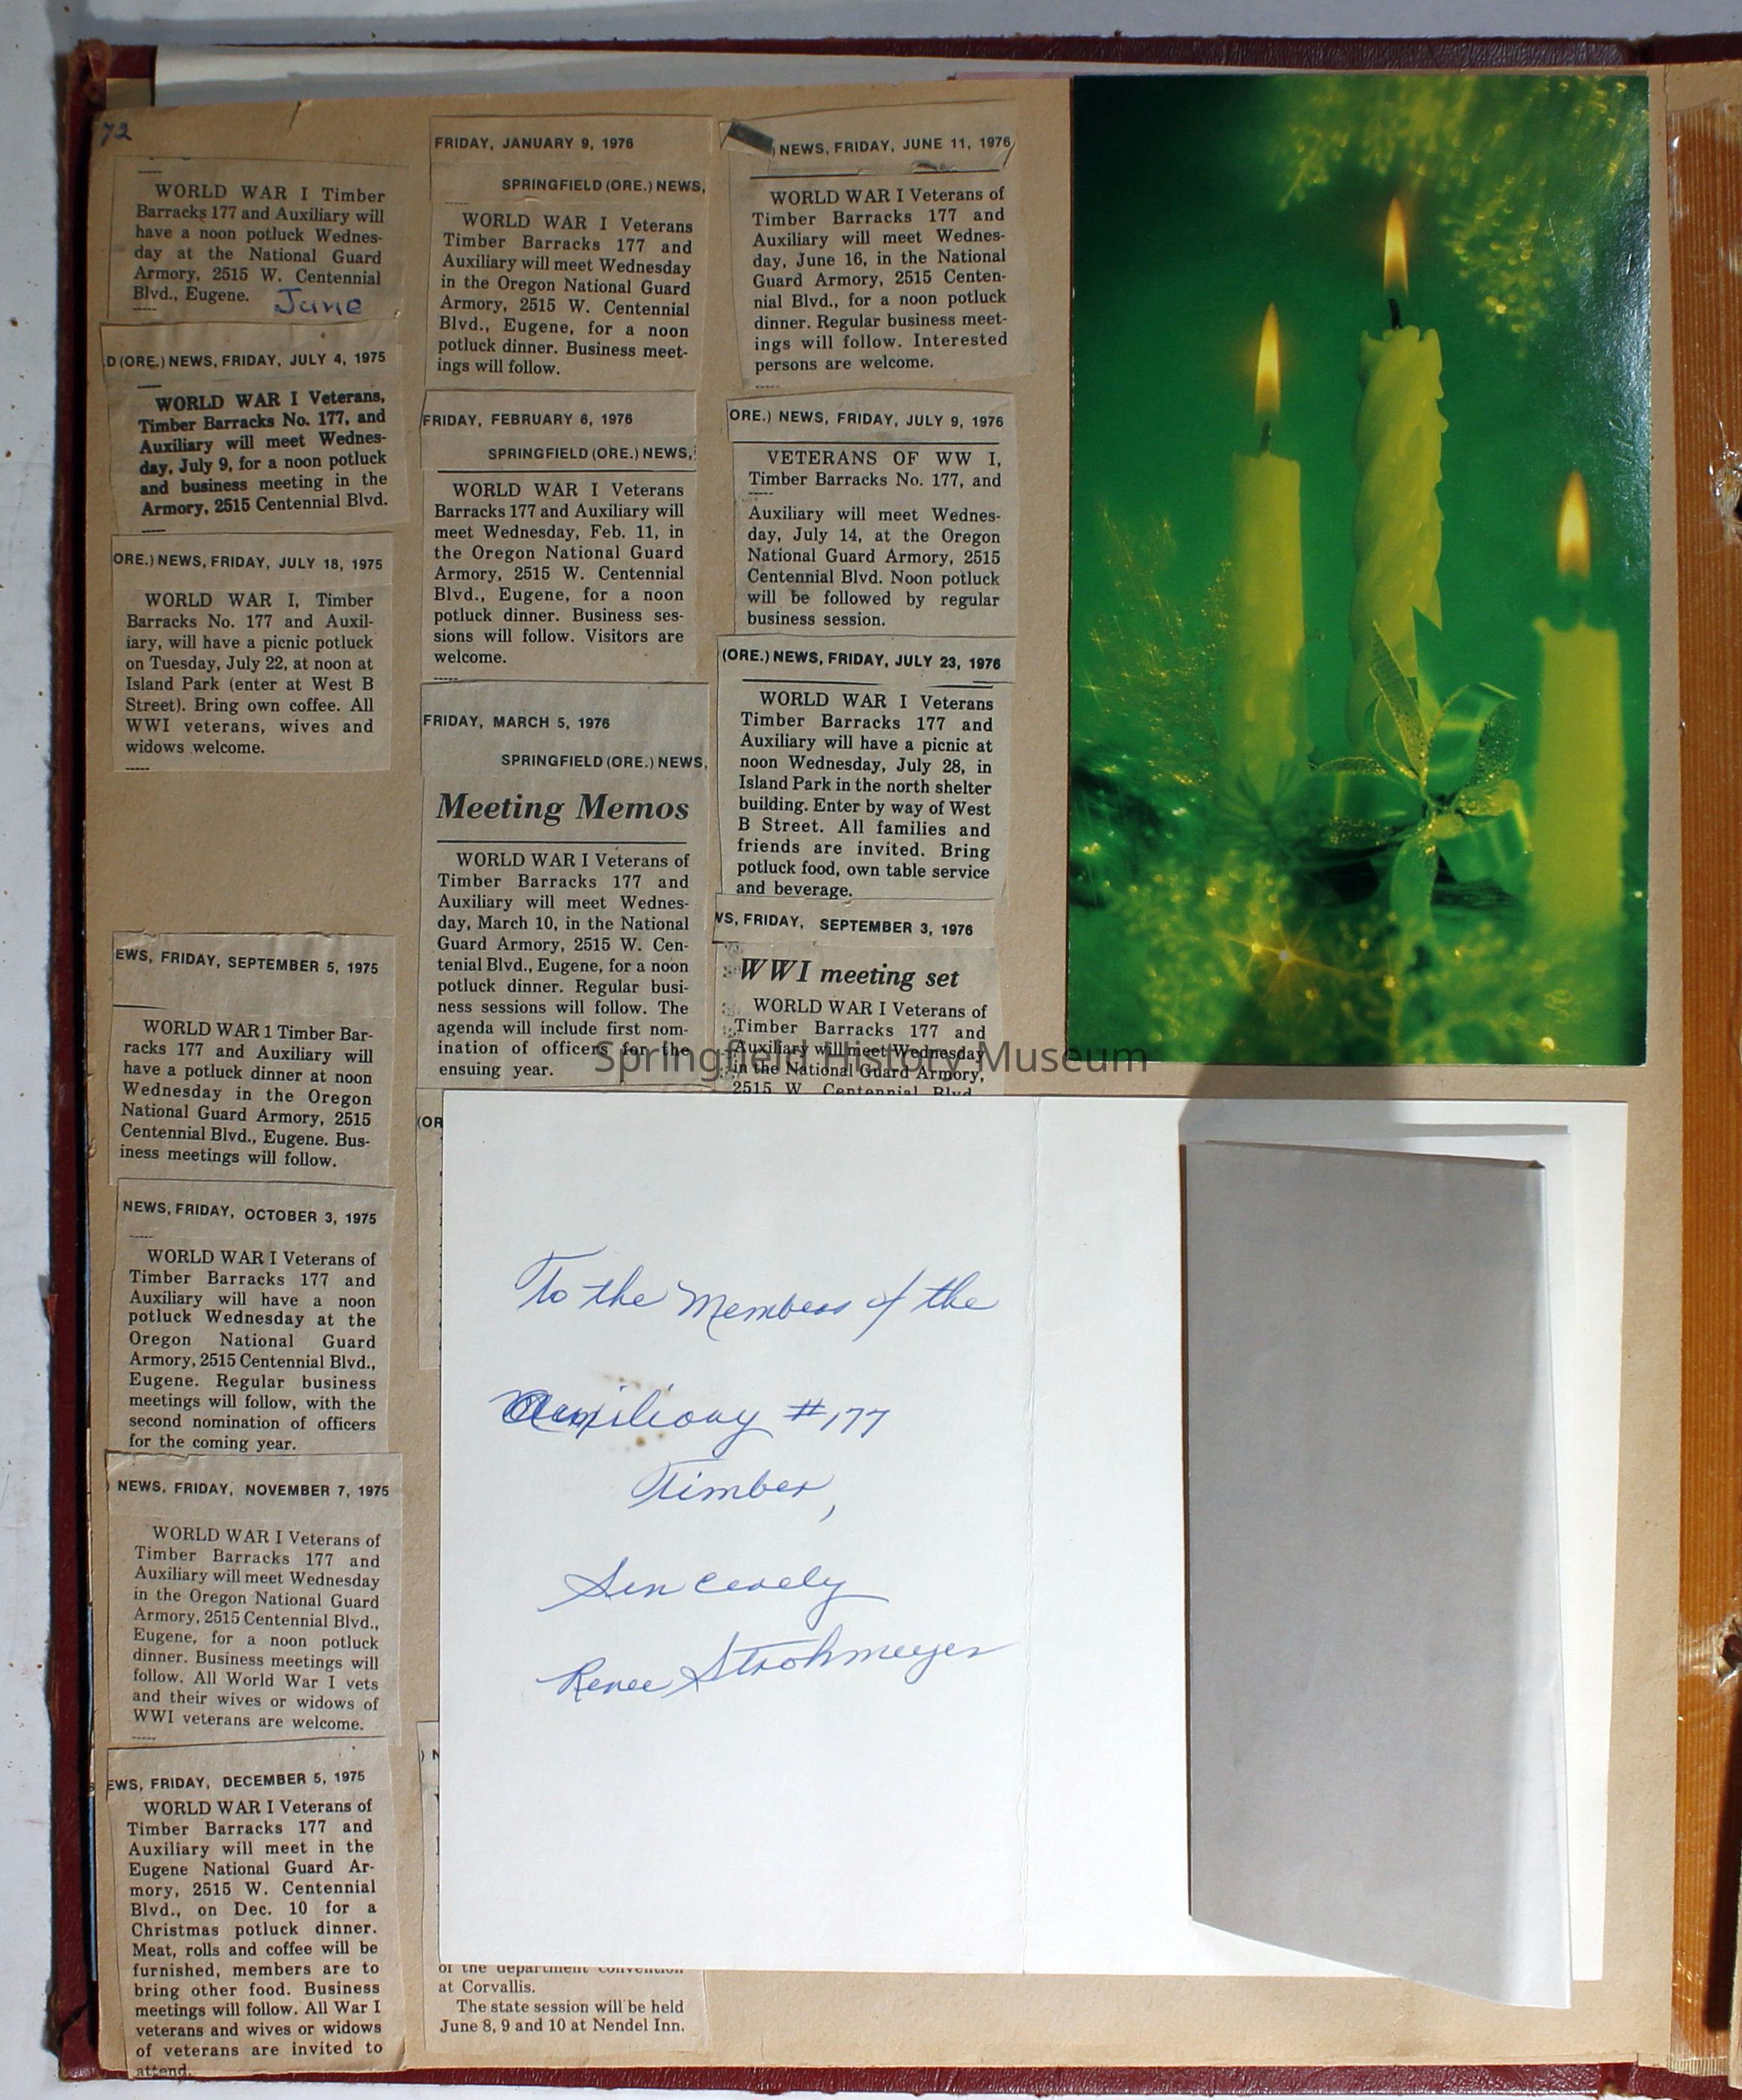 72
WORLD WAR I Timber
Barracks 177 and Auxiliary will
have a noon potluck Wednes-
day at the National Guard
Armory, 2515 W. Centennial
Blvd., Eugene. June
D (ORE.) NEWS, FRIDAY, JULY 4, 1975
WORLD WAR I Veterans,
Timber Barracks No. 177, and
Auxiliary will meet Wednes-
day, July 9, for a noon potluck
and business meeting in the
Armory, 2515 Centennial Blvd.
ORE.) NEWS, FRIDAY, JULY 18, 1975
WORLD WAR I, Timber
Barracks No. 177 and Auxil-
iary, will have a picnic potluck
on Tuesday, July 22, at noon at
Island Park (enter at West B
Street). Bring own coffee. All
WWI veterans, wives and
widows welcome.
EWS, FRIDAY, SEPTEMBER 5, 1975
WORLD WAR 1 Timber Bar-
racks 177 and Auxiliary will
have a potluck dinner at noon
Wednesday in the Oregon
National Guard Armory, 2515
Centennial Blvd., Eugene. Bus-
iness meetings will follow.
NEWS, FRIDAY, OCTOBER 3, 1975
WORLD WAR I Veterans of
Timber Barracks 177 and
Auxiliary will have a noon
potluck Wednesday at the
Oregon National Guard
Armory, 2515 Centennial Blvd.,
Eugene. Regular business
meetings will follow, with the
second nomination of officers
for the coming year.
) NEWS, FRIDAY, NOVEMBER 7, 1975
WORLD WAR I Veterans of
Timber Barracks 177 and
Auxiliary will meet Wednesday
in the Oregon National Guard
Armory, 2515 Centennial Blvd.,
Eugene, for a noon potluck
dinner. Business meetings will
follow. All World War I vets
and their wives or widows of
WWI veterans are welcome.
EWS, FRIDAY, DECEMBER 5, 1975
WORLD WAR I Veterans of
Timber Barracks 177 and
Auxiliary will meet in the
Eugene National Guard Ar-
mory, 2515 W. Centennial
Blvd., on Dec. 10 for a
Christmas potluck dinner.
Meat, rolls and coffee will be
furnished, members are to
bring other food. Business
meetings will follow. All War I
veterans and wives or widows
of veterans are invited to
attend.
FRIDAY, JANUARY 9, 1976
SPRINGFIELD (ORE.) NEWS,
WORLD WAR I Veterans
Timber Barracks 177 and
Auxiliary will meet Wednesday
in the Oregon National Guard
Armory, 2515 W. Centennial
Blvd., Eugene, for a noon
potluck dinner. Business meet-
ings will follow.
FRIDAY, FEBRUARY 6, 1976
SPRINGFIELD (ORE.) NEWS,
WORLD WAR I Veterans
Barracks 177 and Auxiliary will
meet Wednesday, Feb. 11, in
the Oregon National Guard
Armory, 2515 W. Centennial
Blvd., Eugene, for a noon
potluck dinner. Business ses-
sions will follow. Visitors are
welcome.
FRIDAY, MARCH 5, 1976
SPRINGFIELD (ORE.) NEWS,
Meeting Memos
WORLD WAR I Veterans of
Timber Barracks 177 and
Auxiliary will meet Wednes-
day, March 10, in the National
Guard Armory, 2515 W. Cen-
tenial Blvd., Eugene, for a noon
potluck dinner. Regular busi-
ness sessions will follow. The
agenda will include first nom-
ination of officers for the
ensuing year.
(OR
) N
of the department convention
at Corvallis.
The state session will be held
June 8, 9 and 10 at Nendel Inn.
) NEWS, FRIDAY, JUNE 11, 1976
WORLD WAR I Veterans of
Timber Barracks 177 and
Auxiliary will meet Wednes-
day, June 16, in the National
Guard Armory, 2515 Centen-
nial Blvd., for a noon potluck
dinner. Regular business meet-
ings will follow. Interested
persons are welcome.
ORE.) NEWS, FRIDAY, JULY 9, 1976
VETERANS OF WW I,
Timber Barracks No. 177, and
Auxiliary will meet Wednes-
day, July 14, at the Oregon
National Guard Armory, 2515
Centennial Blvd. Noon potluck
will be followed by regular
business session.
(ORE.) NEWS, FRIDAY, JULY 23, 1976
WORLD WAR I Veterans
Timber Barracks 177 and
Auxiliary will have a picnic at
noon Wednesday, July 28, in
Island Park in the north shelter
building. Enter by way of West
B Street. All families and
friends are invited. Bring
potluck food, own table service
and beverage.
WS, FRIDAY, SEPTEMBER 3, 1976
WWI meeting set
WORLD WAR I Veterans of
Timber Barracks 177 and
Auxiliary will meet Wednesday
in the National Guard Armory,
2515 W. Centennial Blvd.
Springfield History Museum
To the Members of the
Auxiliary #177
Timber,
Sincerely
Renee Strohmeyer